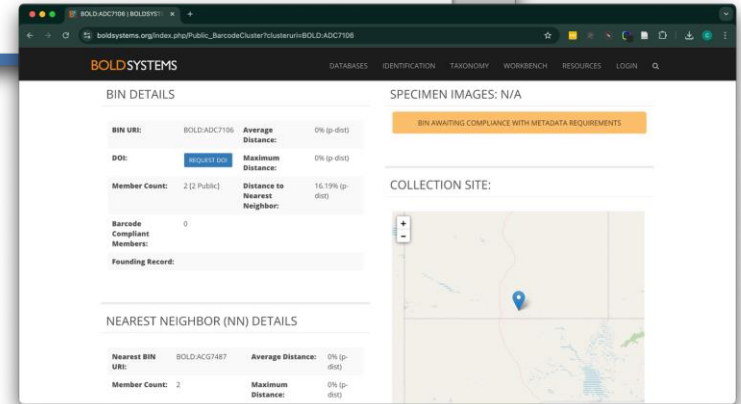 BOLD:ADC7106 | BOLDSYSTE
boldsystems.org/index.php/Public_BarcodeCluster?clusteruri=BOLD:ADC7106
BOLDSYSTEMS
DATABASES IDENTIFICATION TAXONOMY WORKBENCH RESOURCES LOGIN
BIN DETAILS
BIN URI: BOLD:ADC7106 Average Distance: 0% (p-dist)
DOI: REQUEST DOI Maximum Distance: 0% (p-dist)
Member Count: 2 [2 Public] Distance to Nearest Neighbor: 16.19% (p-dist)
Barcode Compliant Members: 0
Founding Record:
NEAREST NEIGHBOR (NN) DETAILS
Nearest BIN URI: BOLD:ACG7487 Average Distance: 0% (p-dist)
Member Count: 2 Maximum Distance: 0% (p-dist)
SPECIMEN IMAGES: N/A
BIN AWAITING COMPLIANCE WITH METADATA REQUIREMENTS
COLLECTION SITE:
+
−